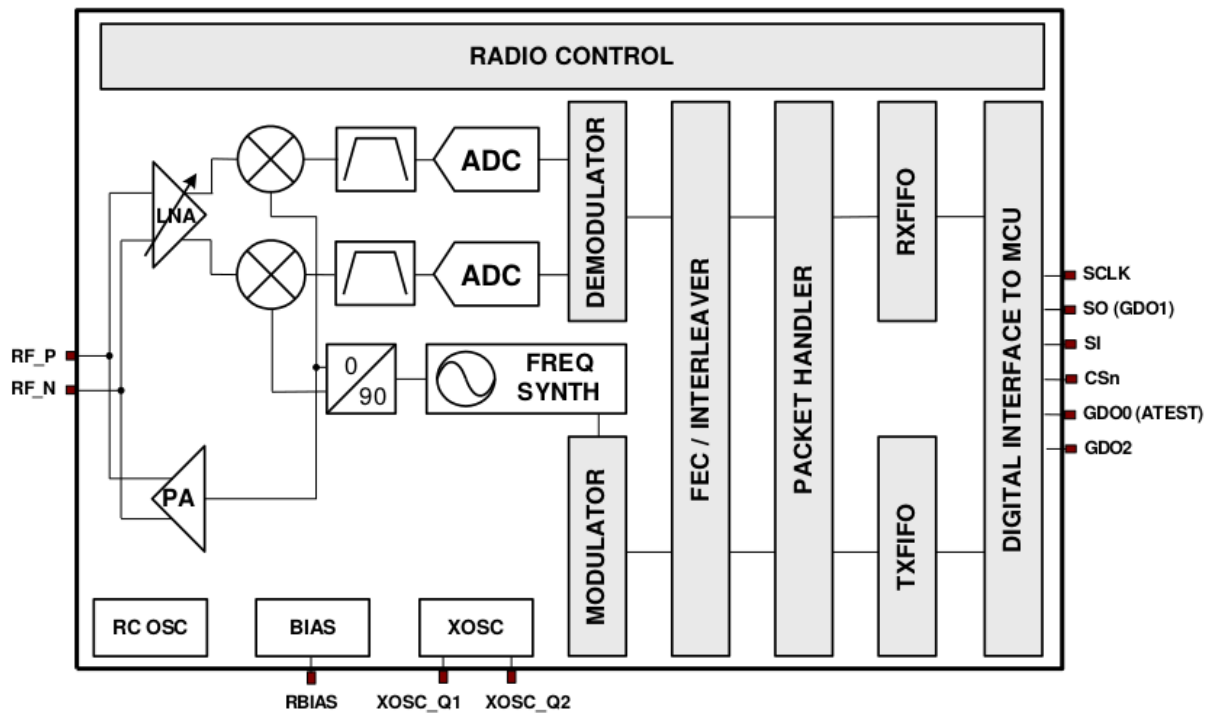 RADIO CONTROL
LNA
ADC
ADC
DEMODULATOR
FEC / INTERLEAVER
PACKET HANDLER
RXFIFO
DIGITAL INTERFACE TO MCU
SCLK
SO (GDO1)
SI
CSn
GDO0 (ATEST)
GDO2
RF_P
RF_N
0
90
FREQ
SYNTH
PA
MODULATOR
TXFIFO
RC OSC
BIAS
XOSC
RBIAS
XOSC_Q1
XOSC_Q2